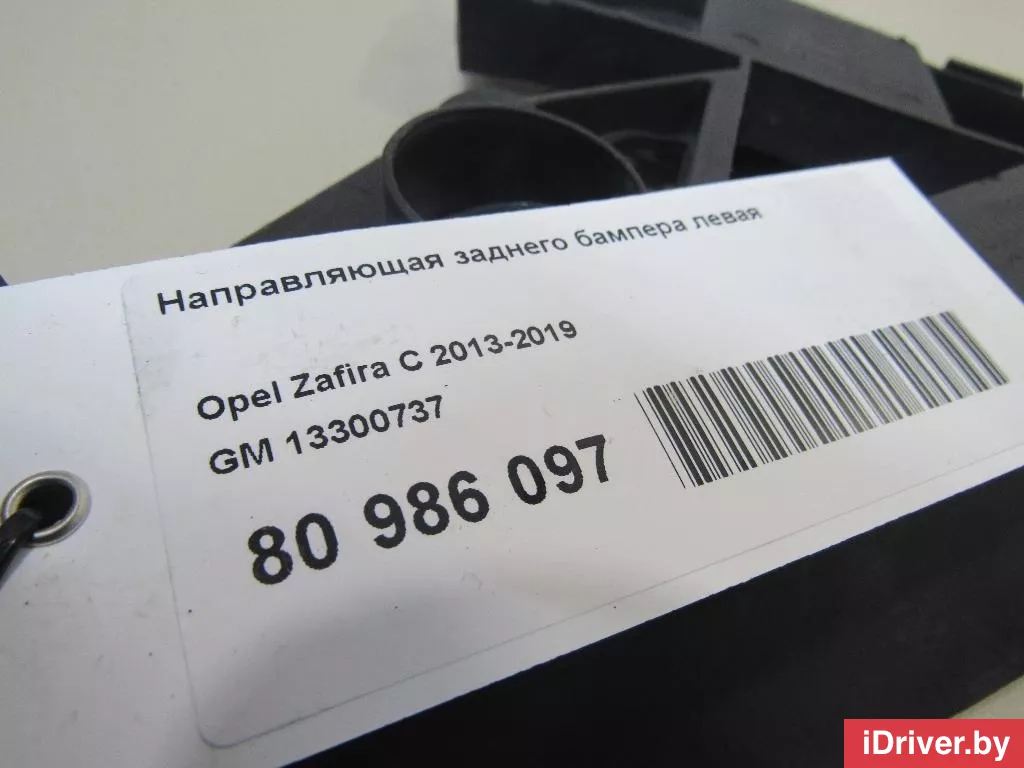 Направляющая заднего бампера левая
Opel Zafira C 2013-2019
GM 13300737
80 986 097
iDriver.by